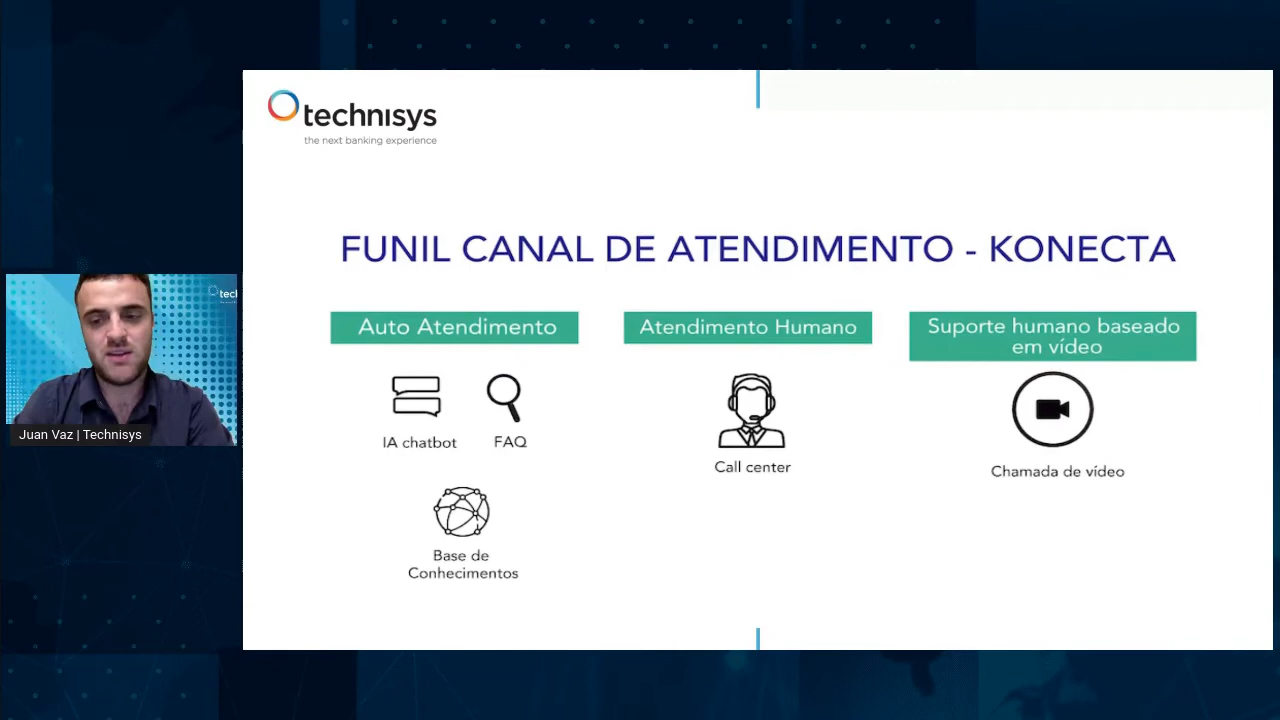 technisys
the next banking experience
FUNIL CANAL DE ATENDIMENTO - KONECTA
Auto Atendimento
Atendimento Humano
Suporte humano baseado
em vídeo
IA chatbot
FAQ
Call center
Chamada de vídeo
Base de
Conhecimentos
tecl
Juan Vaz | Technisys